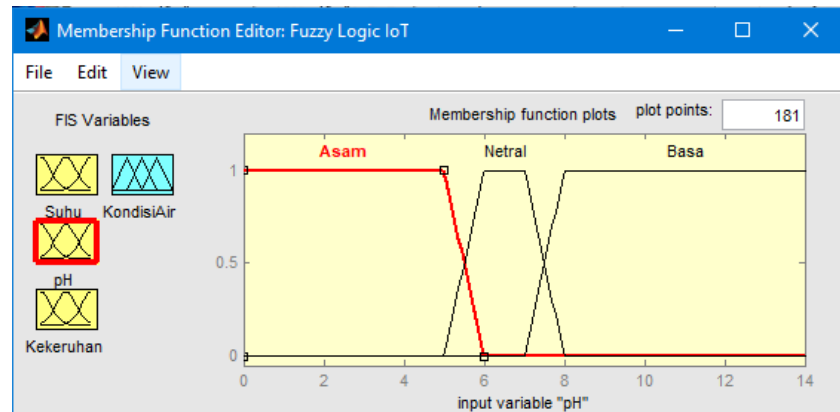 Membership Function Editor: Fuzzy Logic IoT
File Edit View
FIS Variables
Membership function plots plot points: 181
Suhu KondisiAir
pH
Kekeruhan
Asam Netral Basa
1
0.5
0
0 2 4 6 8 10 12 14
input variable "pH"